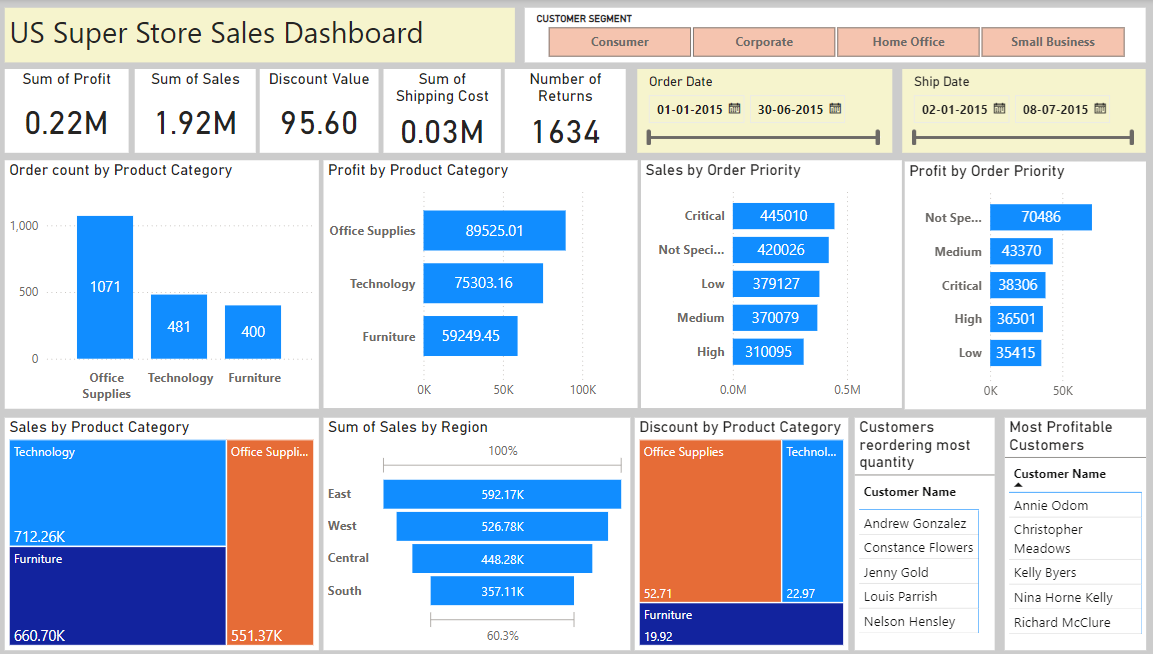 US Super Store Sales Dashboard
CUSTOMER SEGMENT
Consumer
Corporate
Home Office
Small Business
Sum of Profit
0.22M
Sum of Sales
1.92M
Discount Value
95.60
Sum of
Shipping Cost
0.03M
Number of
Returns
1634
Order Date
01-01-2015
30-06-2015
Ship Date
02-01-2015
08-07-2015
Order count by Product Category
1,000
500
0
1071
481
400
Office
Supplies
Technology
Furniture
Profit by Product Category
Office Supplies
89525.01
Technology
75303.16
Furniture
59249.45
0K
50K
100K
Sales by Order Priority
Critical
445010
Not Speci...
420026
Low
379127
Medium
370079
High
310095
0.0M
0.5M
Profit by Order Priority
Not Spe...
70486
Medium
43370
Critical
38306
High
36501
Low
35415
0K
50K
Sales by Product Category
Technology
712.26K
Furniture
660.70K
Office Suppli...
551.37K
Sum of Sales by Region
100%
East
592.17K
West
526.78K
Central
448.28K
South
357.11K
60.3%
Discount by Product Category
Office Supplies
52.71
Technol...
22.97
Furniture
19.92
Customers
reordering most
quantity
Customer Name
Andrew Gonzalez
Constance Flowers
Jenny Gold
Louis Parrish
Nelson Hensley
Most Profitable
Customers
Customer Name
Annie Odom
Christopher
Meadows
Kelly Byers
Nina Horne Kelly
Richard McClure